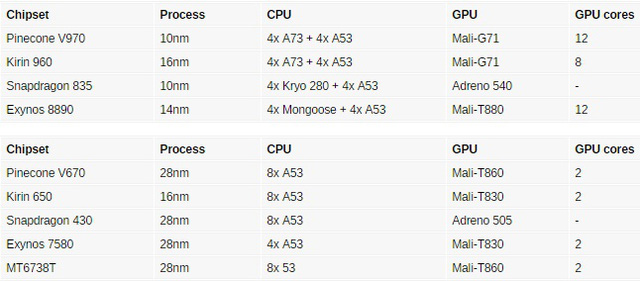 Chipset Process CPU GPU GPU cores
Pinecone V970 10nm 4x A73 + 4x A53 Mali-G71 12
Kirin 960 16nm 4x A73 + 4x A53 Mali-G71 8
Snapdragon 835 10nm 4x Kryo 280 + 4x A53 Adreno 540 -
Exynos 8890 14nm 4x Mongoose + 4x A53 Mali-T880 12
Chipset Process CPU GPU GPU cores
Pinecone V670 28nm 8x A53 Mali-T860 2
Kirin 650 16nm 8x A53 Mali-T830 2
Snapdragon 430 28nm 8x A53 Adreno 505 -
Exynos 7580 28nm 4x A53 Mali-T830 2
MT6738T 28nm 8x 53 Mali-T860 2